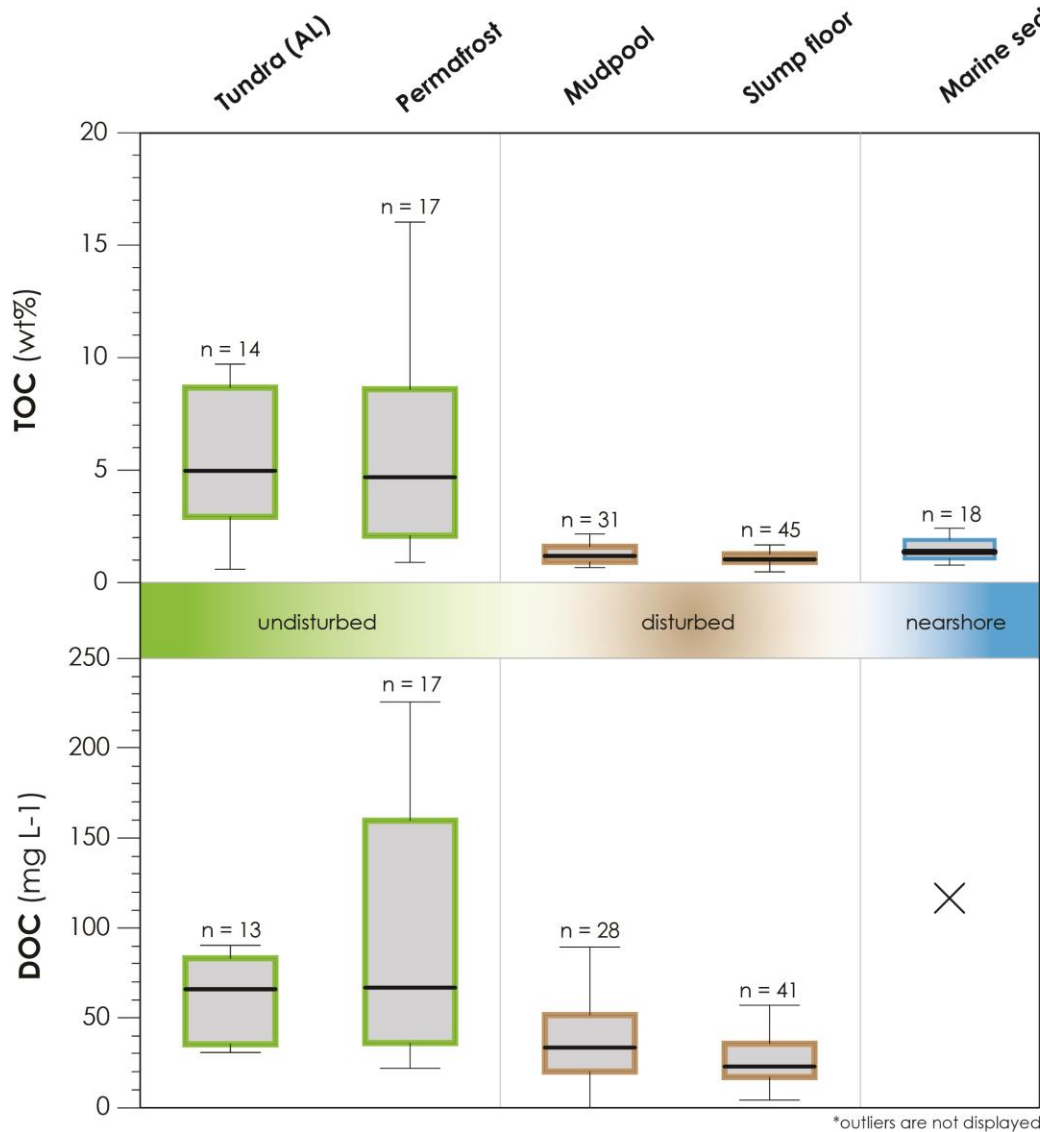 Tundra (AL)
Permafrost
Mudpool
Slump floor
Marine sed
TOC (wt%)
20
15
10
5
0
n = 14
n = 17
n = 31
n = 45
n = 18
undisturbed
disturbed
nearshore
DOC (mg L-1)
250
200
150
100
50
0
n = 13
n = 17
n = 28
n = 41
*outliers are not displayed